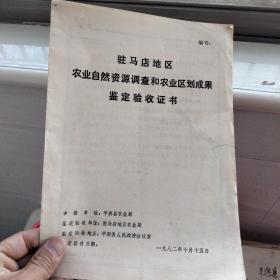 编号：
驻马店地区
农业自然资源调查和农业区划成果
鉴定验收证书
申报单位：平舆县农业局
鉴定验收单位：驻马店地区农业局
鉴定验收地点：平舆县人民政府会议室
鉴定验收日期：
一九八二年十月十五日